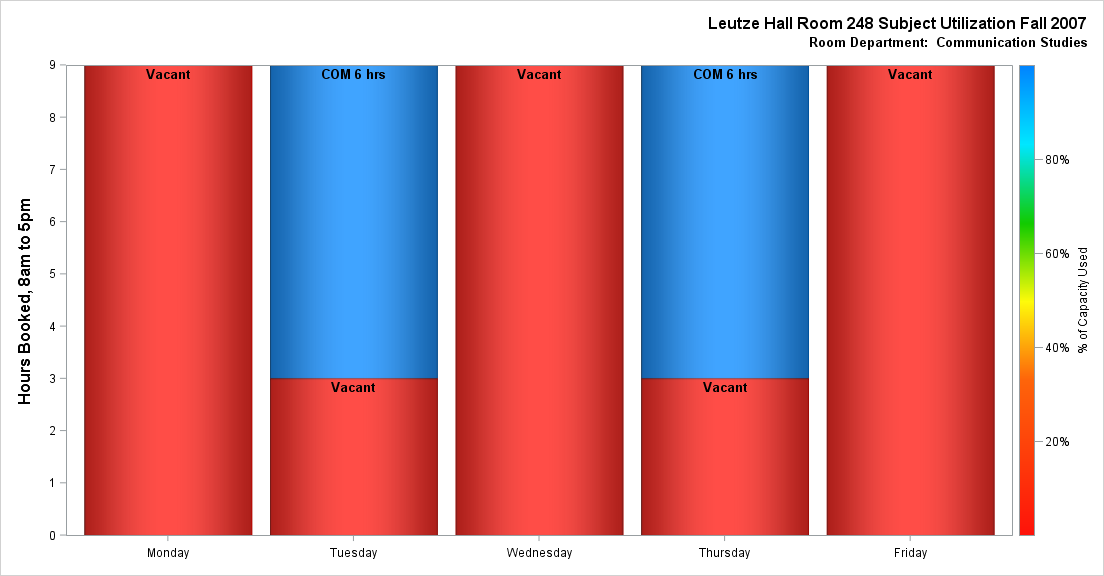 Leutze Hall Room 248 Subject Utilization Fall 2007
Room Department:  Communication Studies
Hours Booked, 8am to 5pm
9
8
7
6
5
4
3
2
1
0
Vacant
COM 6 hrs
Vacant
COM 6 hrs
Vacant
Vacant
Vacant
Monday
Tuesday
Wednesday
Thursday
Friday
80%
60%
40%
20%
% of Capacity Used